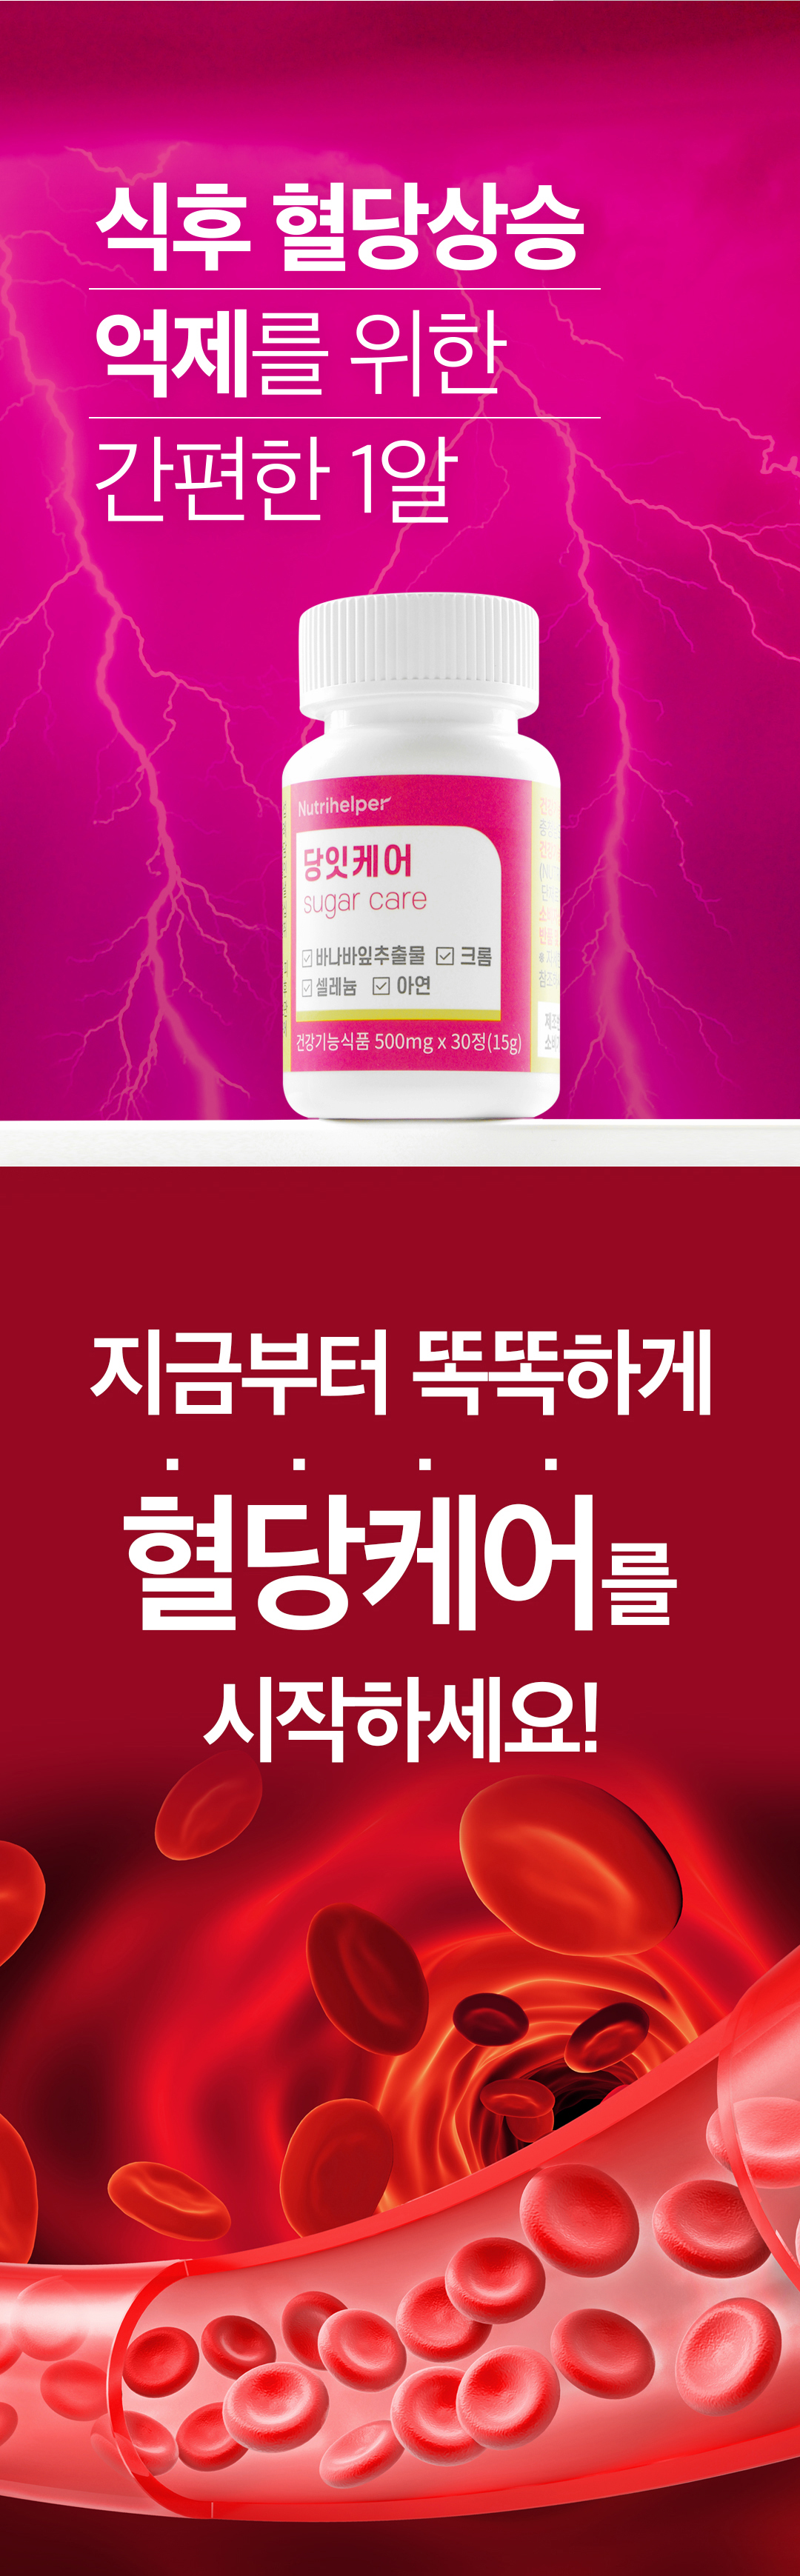 식후 혈당상승
억제를 위한
간편한 1알
Nutrihelper
당잇케어
sugar care
바나바잎추출물 크롬
셀레늄 아연
건강기능식품 500mg x 30정(15g)
지금부터 똑똑하게
혈당케어를
시작하세요!